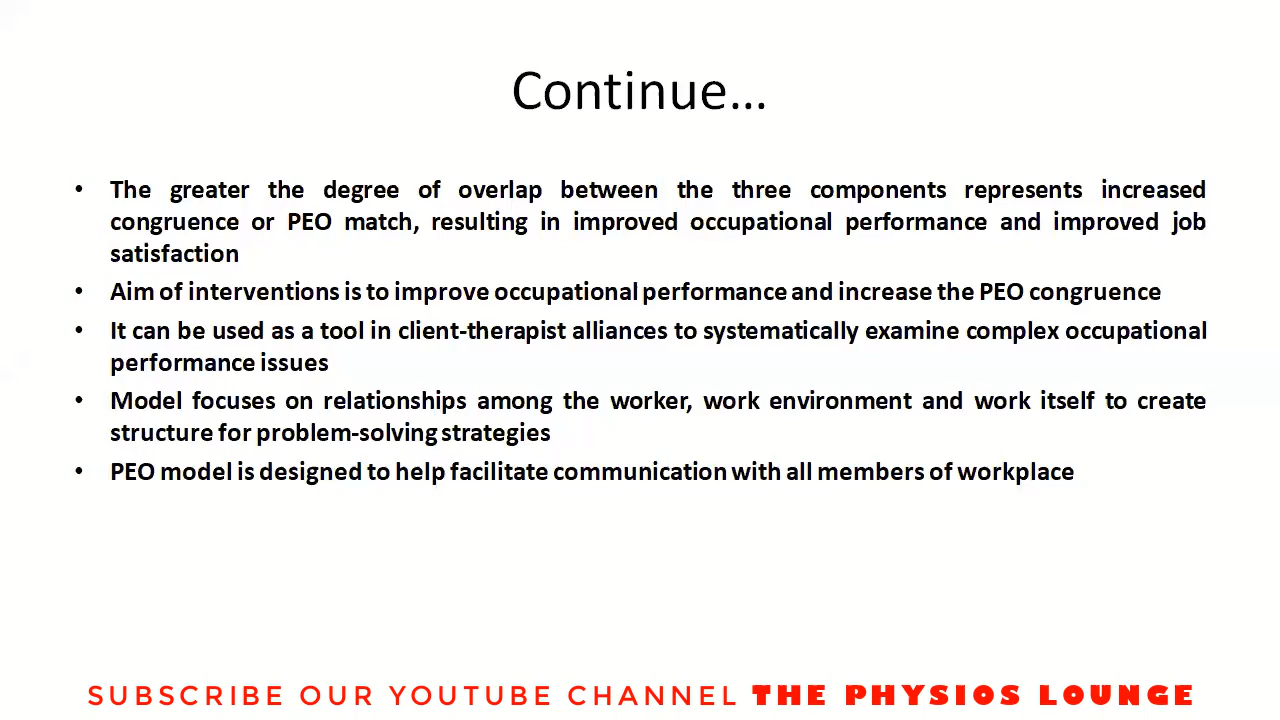 Continue...
• The greater the degree of overlap between the three components represents increased
congruence or PEO match, resulting in improved occupational performance and improved job
satisfaction
• Aim of interventions is to improve occupational performance and increase the PEO congruence
• It can be used as a tool in client-therapist alliances to systematically examine complex occupational
performance issues
• Model focuses on relationships among the worker, work environment and work itself to create
structure for problem-solving strategies
• PEO model is designed to help facilitate communication with all members of workplace
SUBSCRIBE OUR YOUTUBE CHANNEL THE PHYSIOS LOUNGE